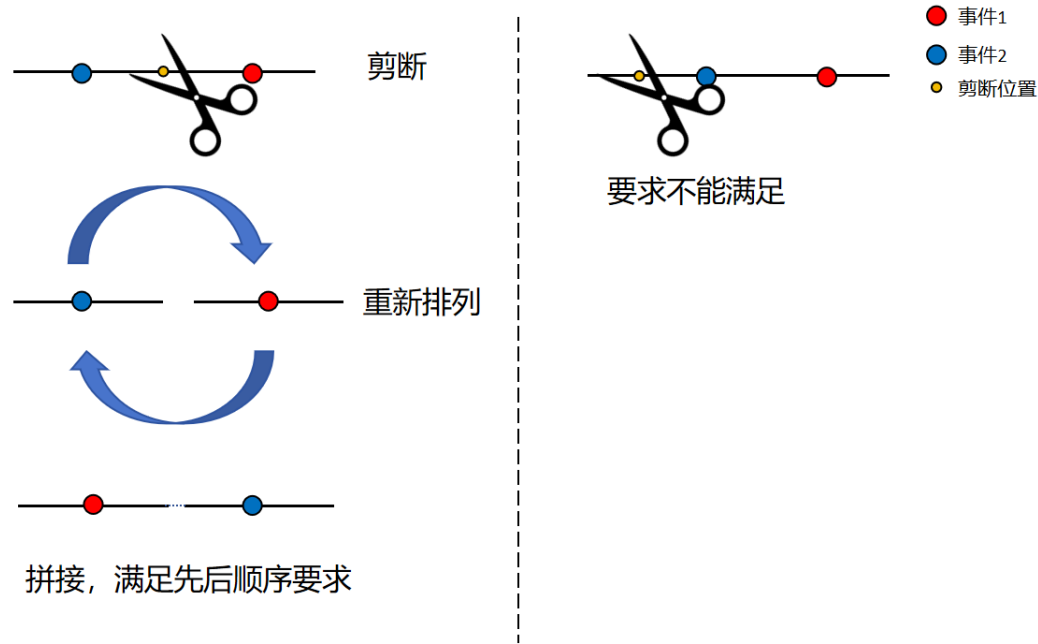 剪断
重新排列
拼接，满足先后顺序要求
要求不能满足
事件1
事件2
剪断位置